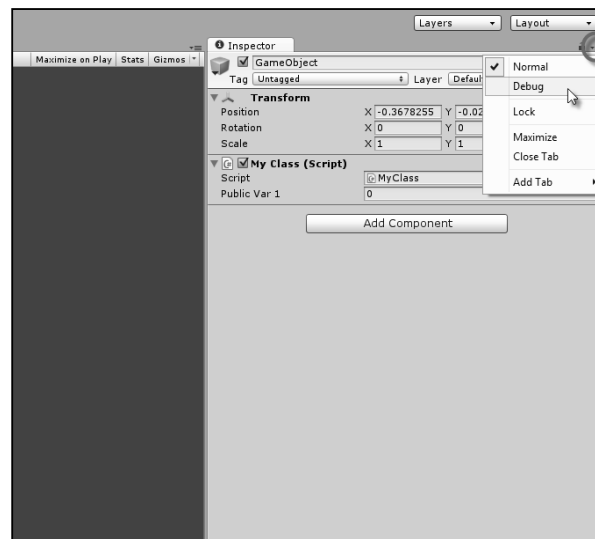 Layers Layout
Inspector
Maximize on Play Stats Gizmos
GameObject
Tag Untagged Layer
Normal
Debug
Lock
Maximize
Close Tab
Add Tab
Transform
Position X -0.3678255 Y -0.02
Rotation X 0 Y 0
Scale X 1 Y 1
My Class (Script)
Script MyClass
Public Var 1 0
Add Component